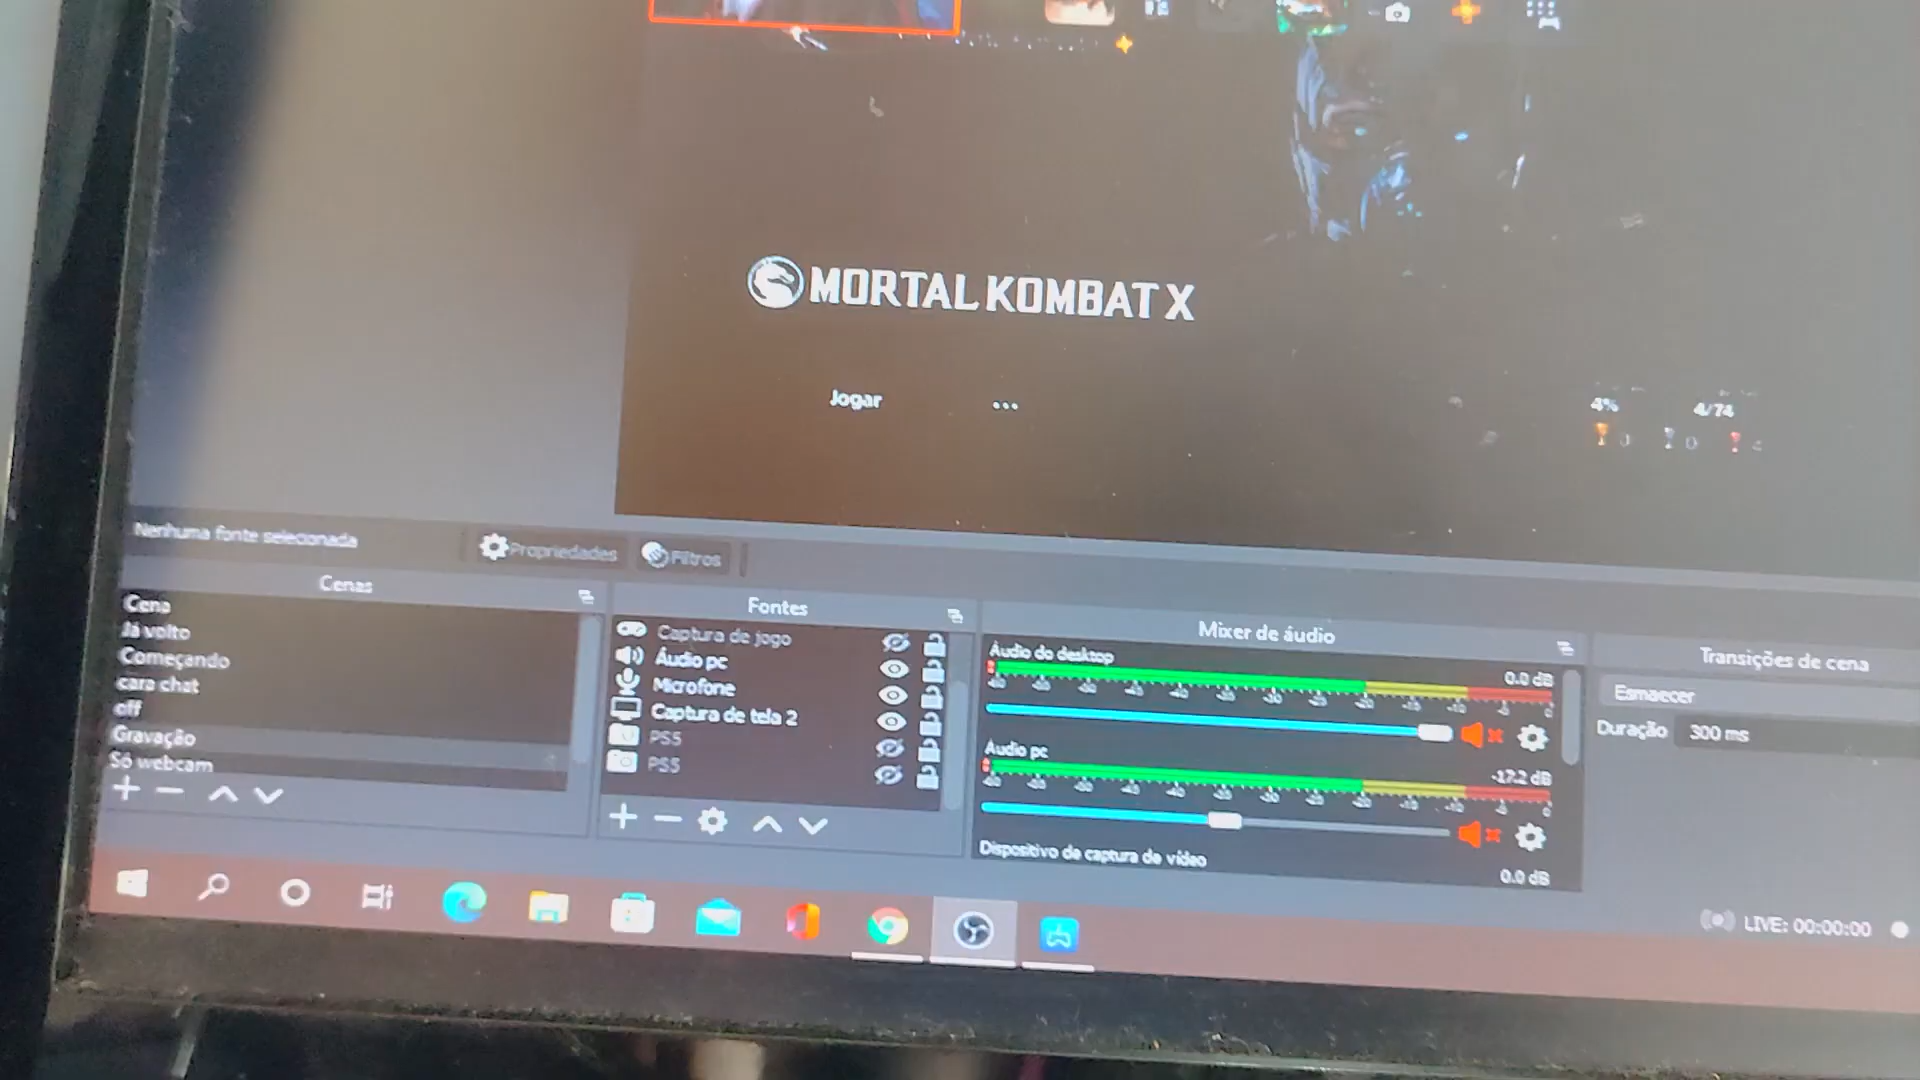 MORTAL KOMBAT X
Jogar
...
4%
4/74
Nenhuma fonte selecionada
Propriedades
Filtros
Cenas
Cena
Já volto
Começando
cara chat
off
Gravação
Só webcam
Fontes
Captura de jogo
Áudio pc
Microfone
Captura de tela 2
PS5
PS5
Mixer de áudio
Áudio do desktop
0.0 dB
Áudio pc
-17.2 dB
Dispositivo de captura de vídeo
0.0 dB
Transições de cena
Esmaecer
Duração 300 ms
LIVE: 00:00:00